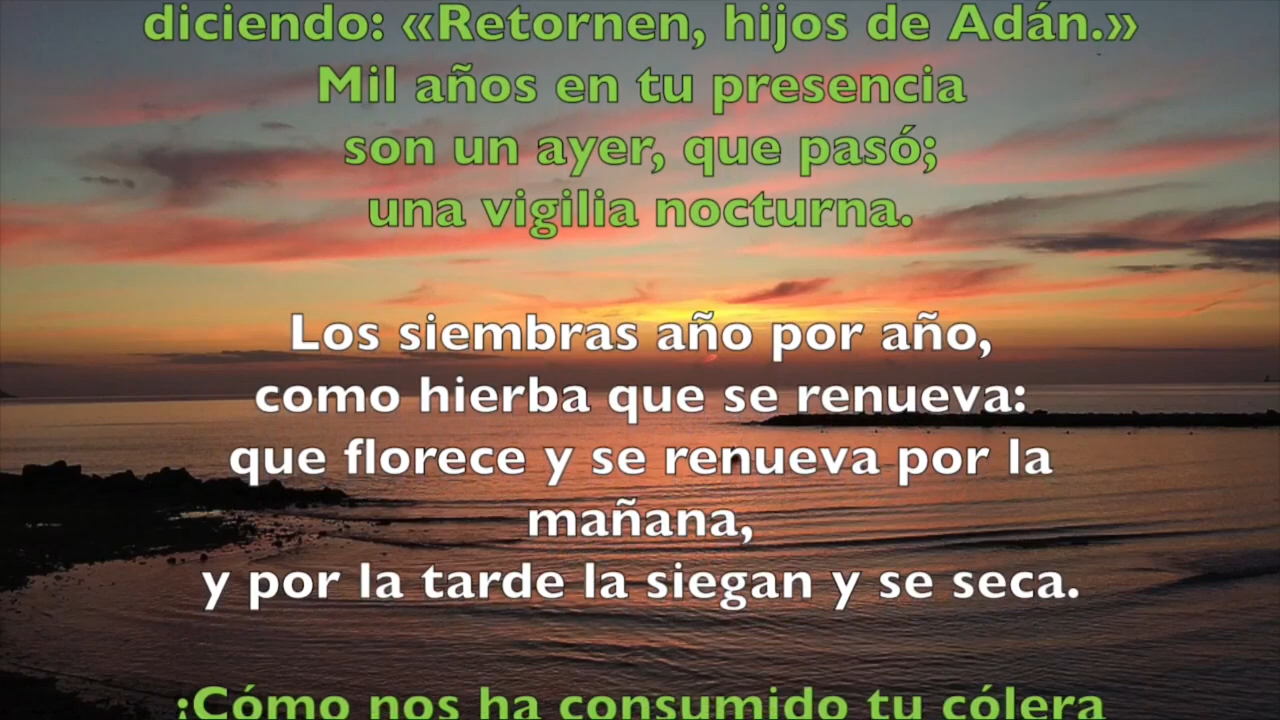 diciendo: «Retornen, hijos de Adán.»
Mil años en tu presencia
son un ayer, que pasó;
una vigilia nocturna.
Los siembras año por año,
como hierba que se renueva:
que florece y se renueva por la
mañana,
y por la tarde la siegan y se seca.
¡Cómo nos ha consumido tu cólera